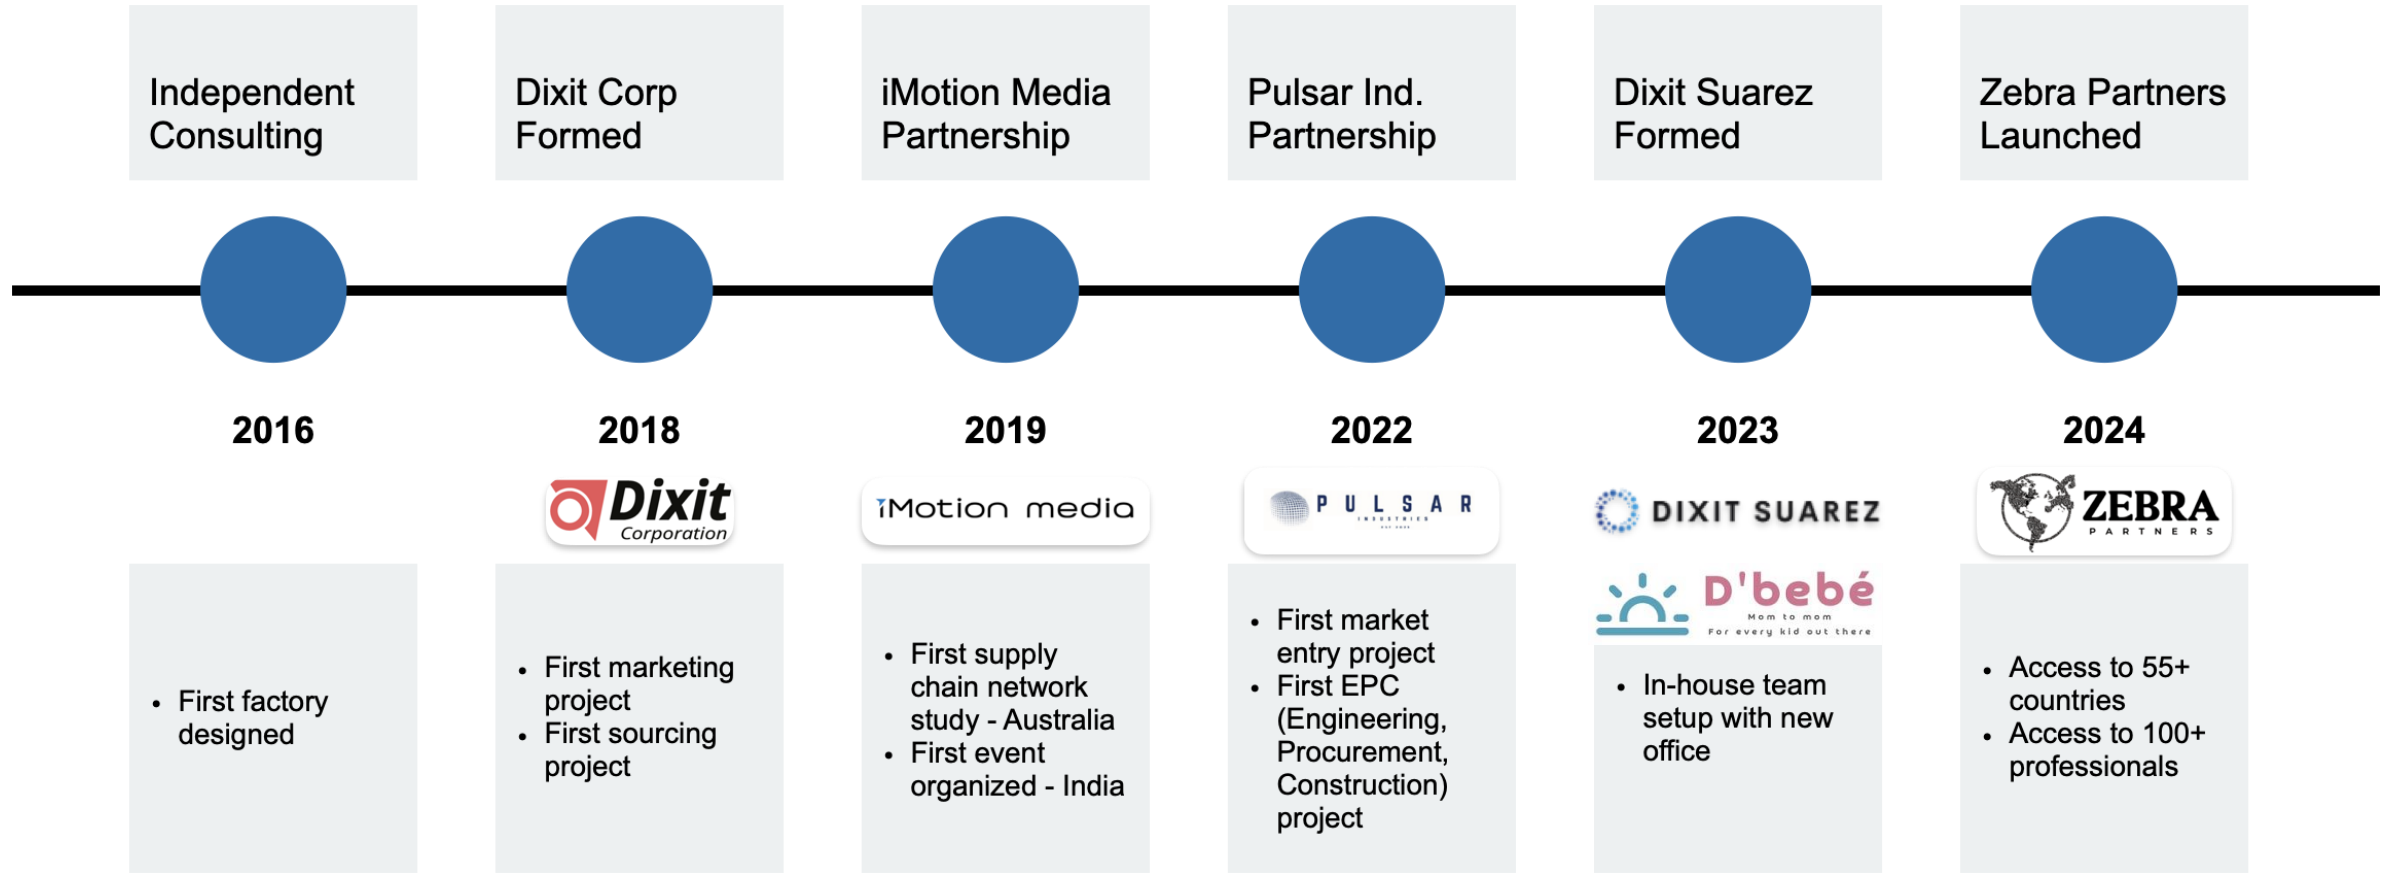 Independent
Consulting
Dixit Corp
Formed
iMotion Media
Partnership
Pulsar Ind.
Partnership
Dixit Suarez
Formed
Zebra Partners
Launched
2016
2018
2019
2022
2023
2024
Dixit
Corporation
iMotion media
PULSAR
INDUSTRIES
DIXIT SUAREZ
D'bebé
Mom to mom
For every kid out there
ZEBRA
PARTNERS
• First factory
designed
• First marketing
project
• First sourcing
project
• First supply
chain network
study - Australia
• First event
organized - India
• First market
entry project
• First EPC
(Engineering,
Procurement,
Construction)
project
• In-house team
setup with new
office
• Access to 55+
countries
• Access to 100+
professionals